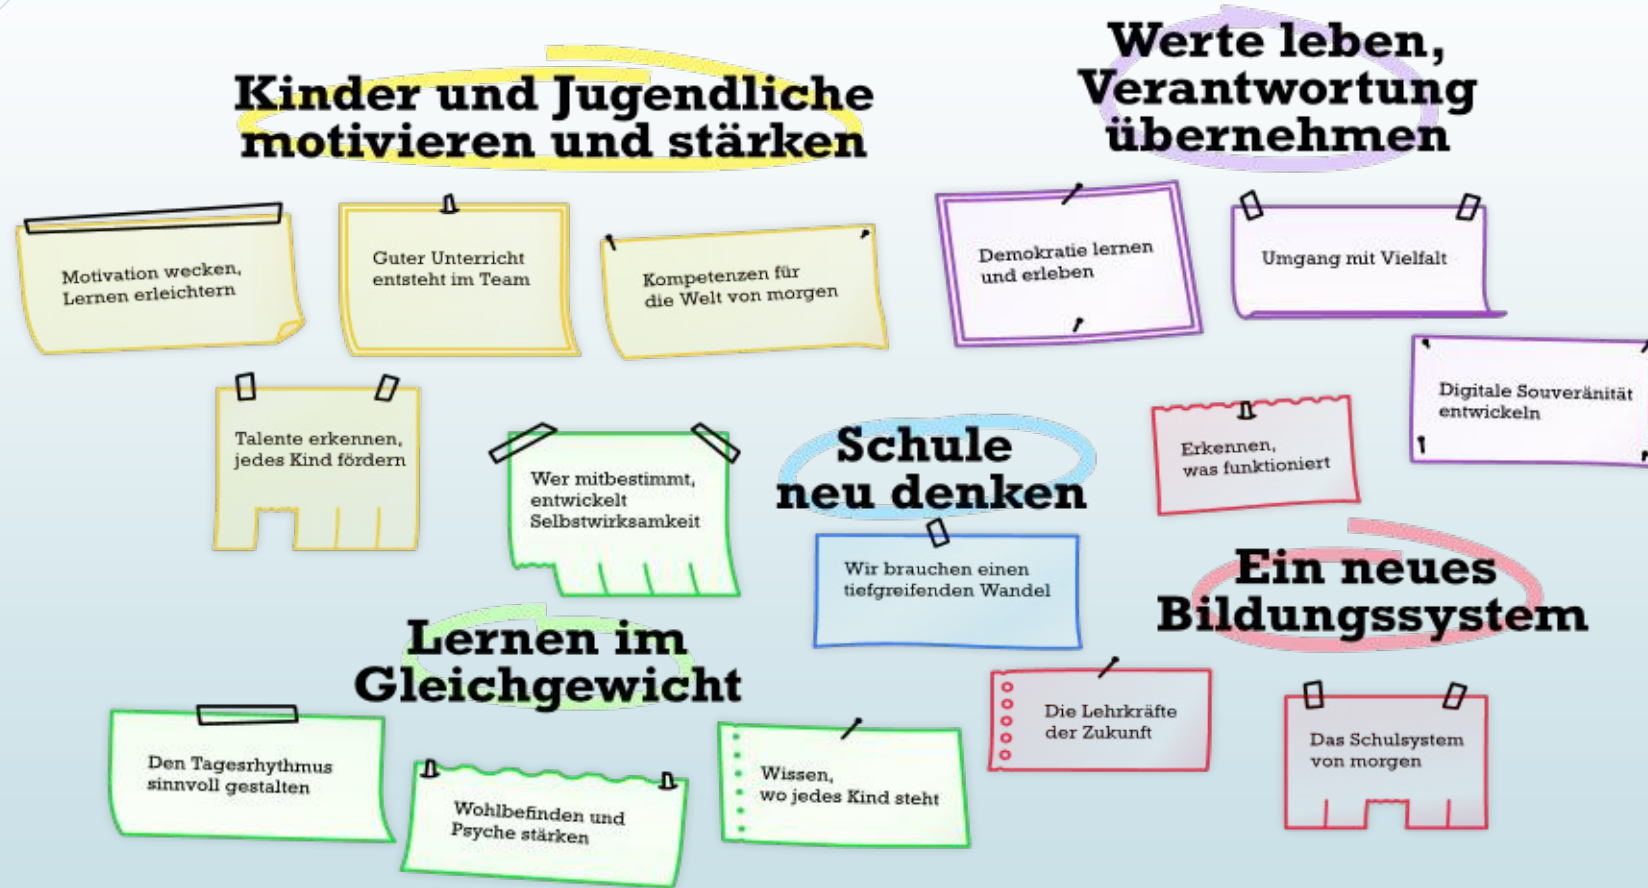 Kinder und Jugendliche
motivieren und stärken
Motivation wecken,
Lernen erleichtern
Guter Unterricht
entsteht im Team
Kompetenzen für
die Welt von morgen
Talente erkennen,
jedes Kind fördern
Werte leben,
Verantwortung
übernehmen
Demokratie lernen
und erleben
Umgang mit Vielfalt
Digitale Souveränität
entwickeln
Schule
neu denken
Wir brauchen einen
tiefgreifenden Wandel
Wer mitbestimmt,
entwickelt
Selbstwirksamkeit
Lernen im
Gleichgewicht
Den Tagesrhythmus
sinnvoll gestalten
Wohlbefinden und
Psyche stärken
Wissen,
wo jedes Kind steht
Erkennen,
was funktioniert
Ein neues
Bildungssystem
Die Lehrkräfte
der Zukunft
Das Schulsystem
von morgen